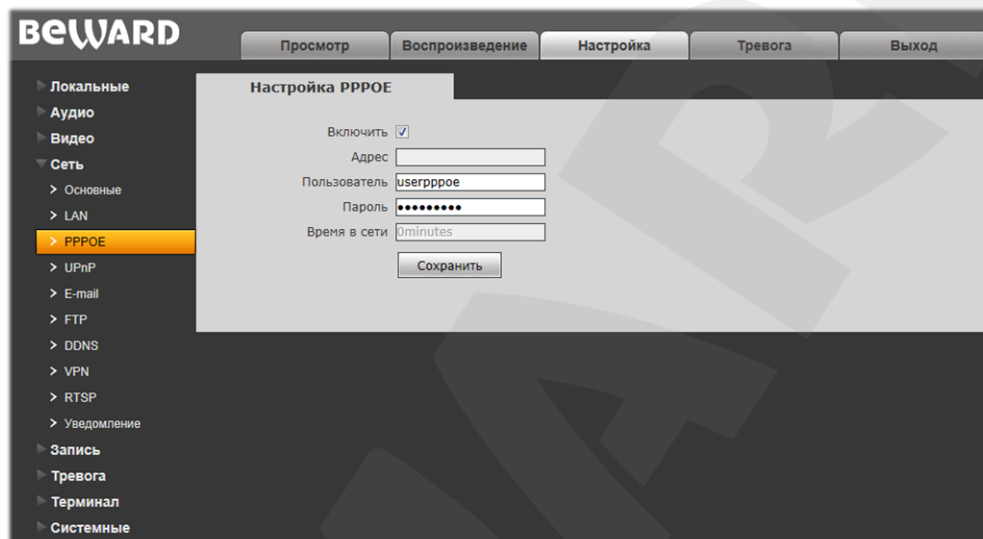 BEWARD
Просмотр
Воспроизведение
Настройка
Тревога
Выход
Локальные
Аудио
Видео
Сеть
Основные
LAN
PPPOE
UPnP
E-mail
FTP
DDNS
VPN
RTSP
Уведомление
Запись
Тревога
Терминал
Системные
Настройка PPPOE
Включить
Адрес
Пользователь userpppoe
Пароль •••••••••
Время в сети 0minutes
Сохранить